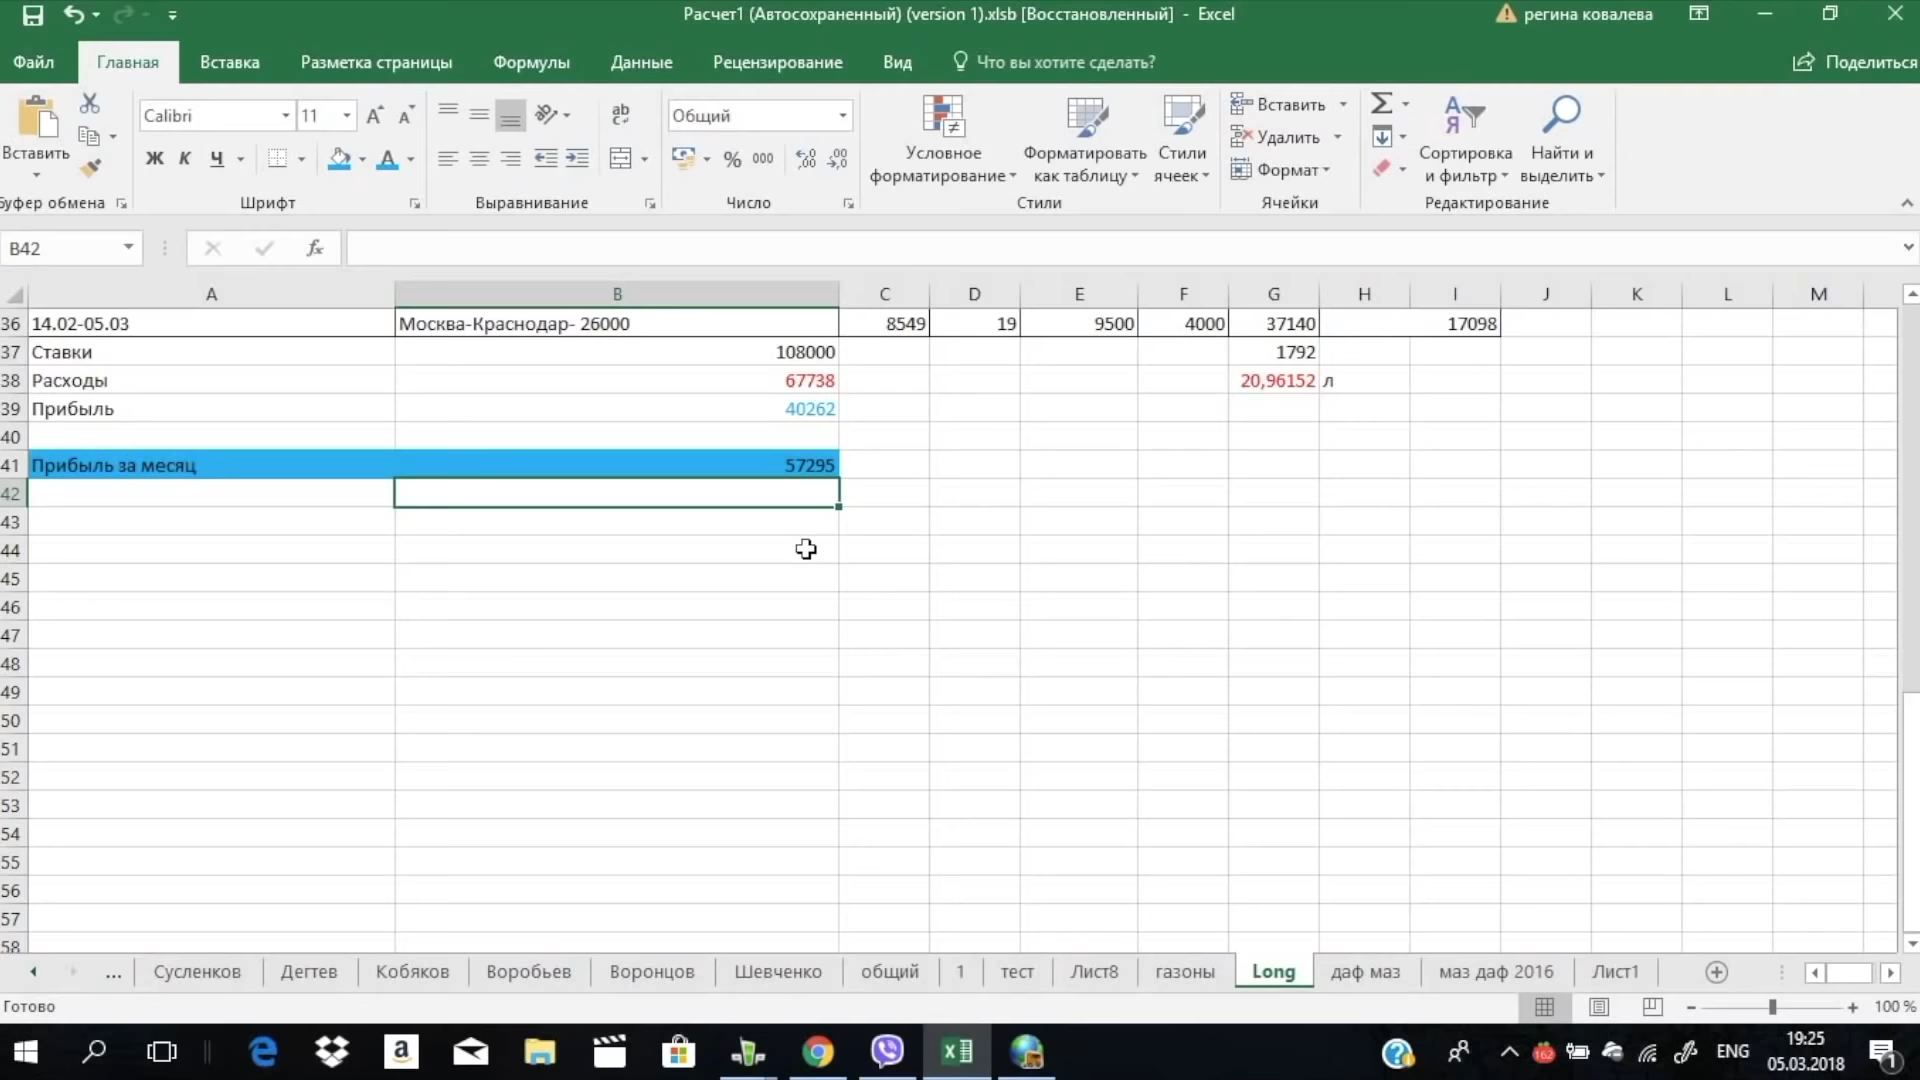 Расчет1 (Автосохраненный) (version 1).xlsb [Восстановленный] - Excel
регина ковалева
Файл Главная Вставка Разметка страницы Формулы Данные Рецензирование Вид Что вы хотите сделать? Поделиться
Вставить
Calibri 11
Ж К Ч
Общий
% 000
Условное форматирование
Форматировать как таблицу
Стили ячеек
Вставить
Удалить
Формат
Сортировка и фильтр
Найти и выделить
Буфер обмена Шрифт Выравнивание Число Стили Ячейки Редактирование
B42 fx
A B C D E F G H I J K L M
36 14.02-05.03 Москва-Краснодар- 26000 8549 19 9500 4000 37140 17098
37 Ставки 108000 1792
38 Расходы 67738 20,96152 л
39 Прибыль 40262
40
41 Прибыль за месяц 57295
42
43
44
45
46
47
48
49
50
51
52
53
54
55
56
57
58
... Сусленков Дегтев Кобяков Воробьев Воронцов Шевченко общий 1 тест Лист8 газоны Long даф маз маз даф 2016 Лист1
Готово 100 %
162 ENG 19:25
05.03.2018 1